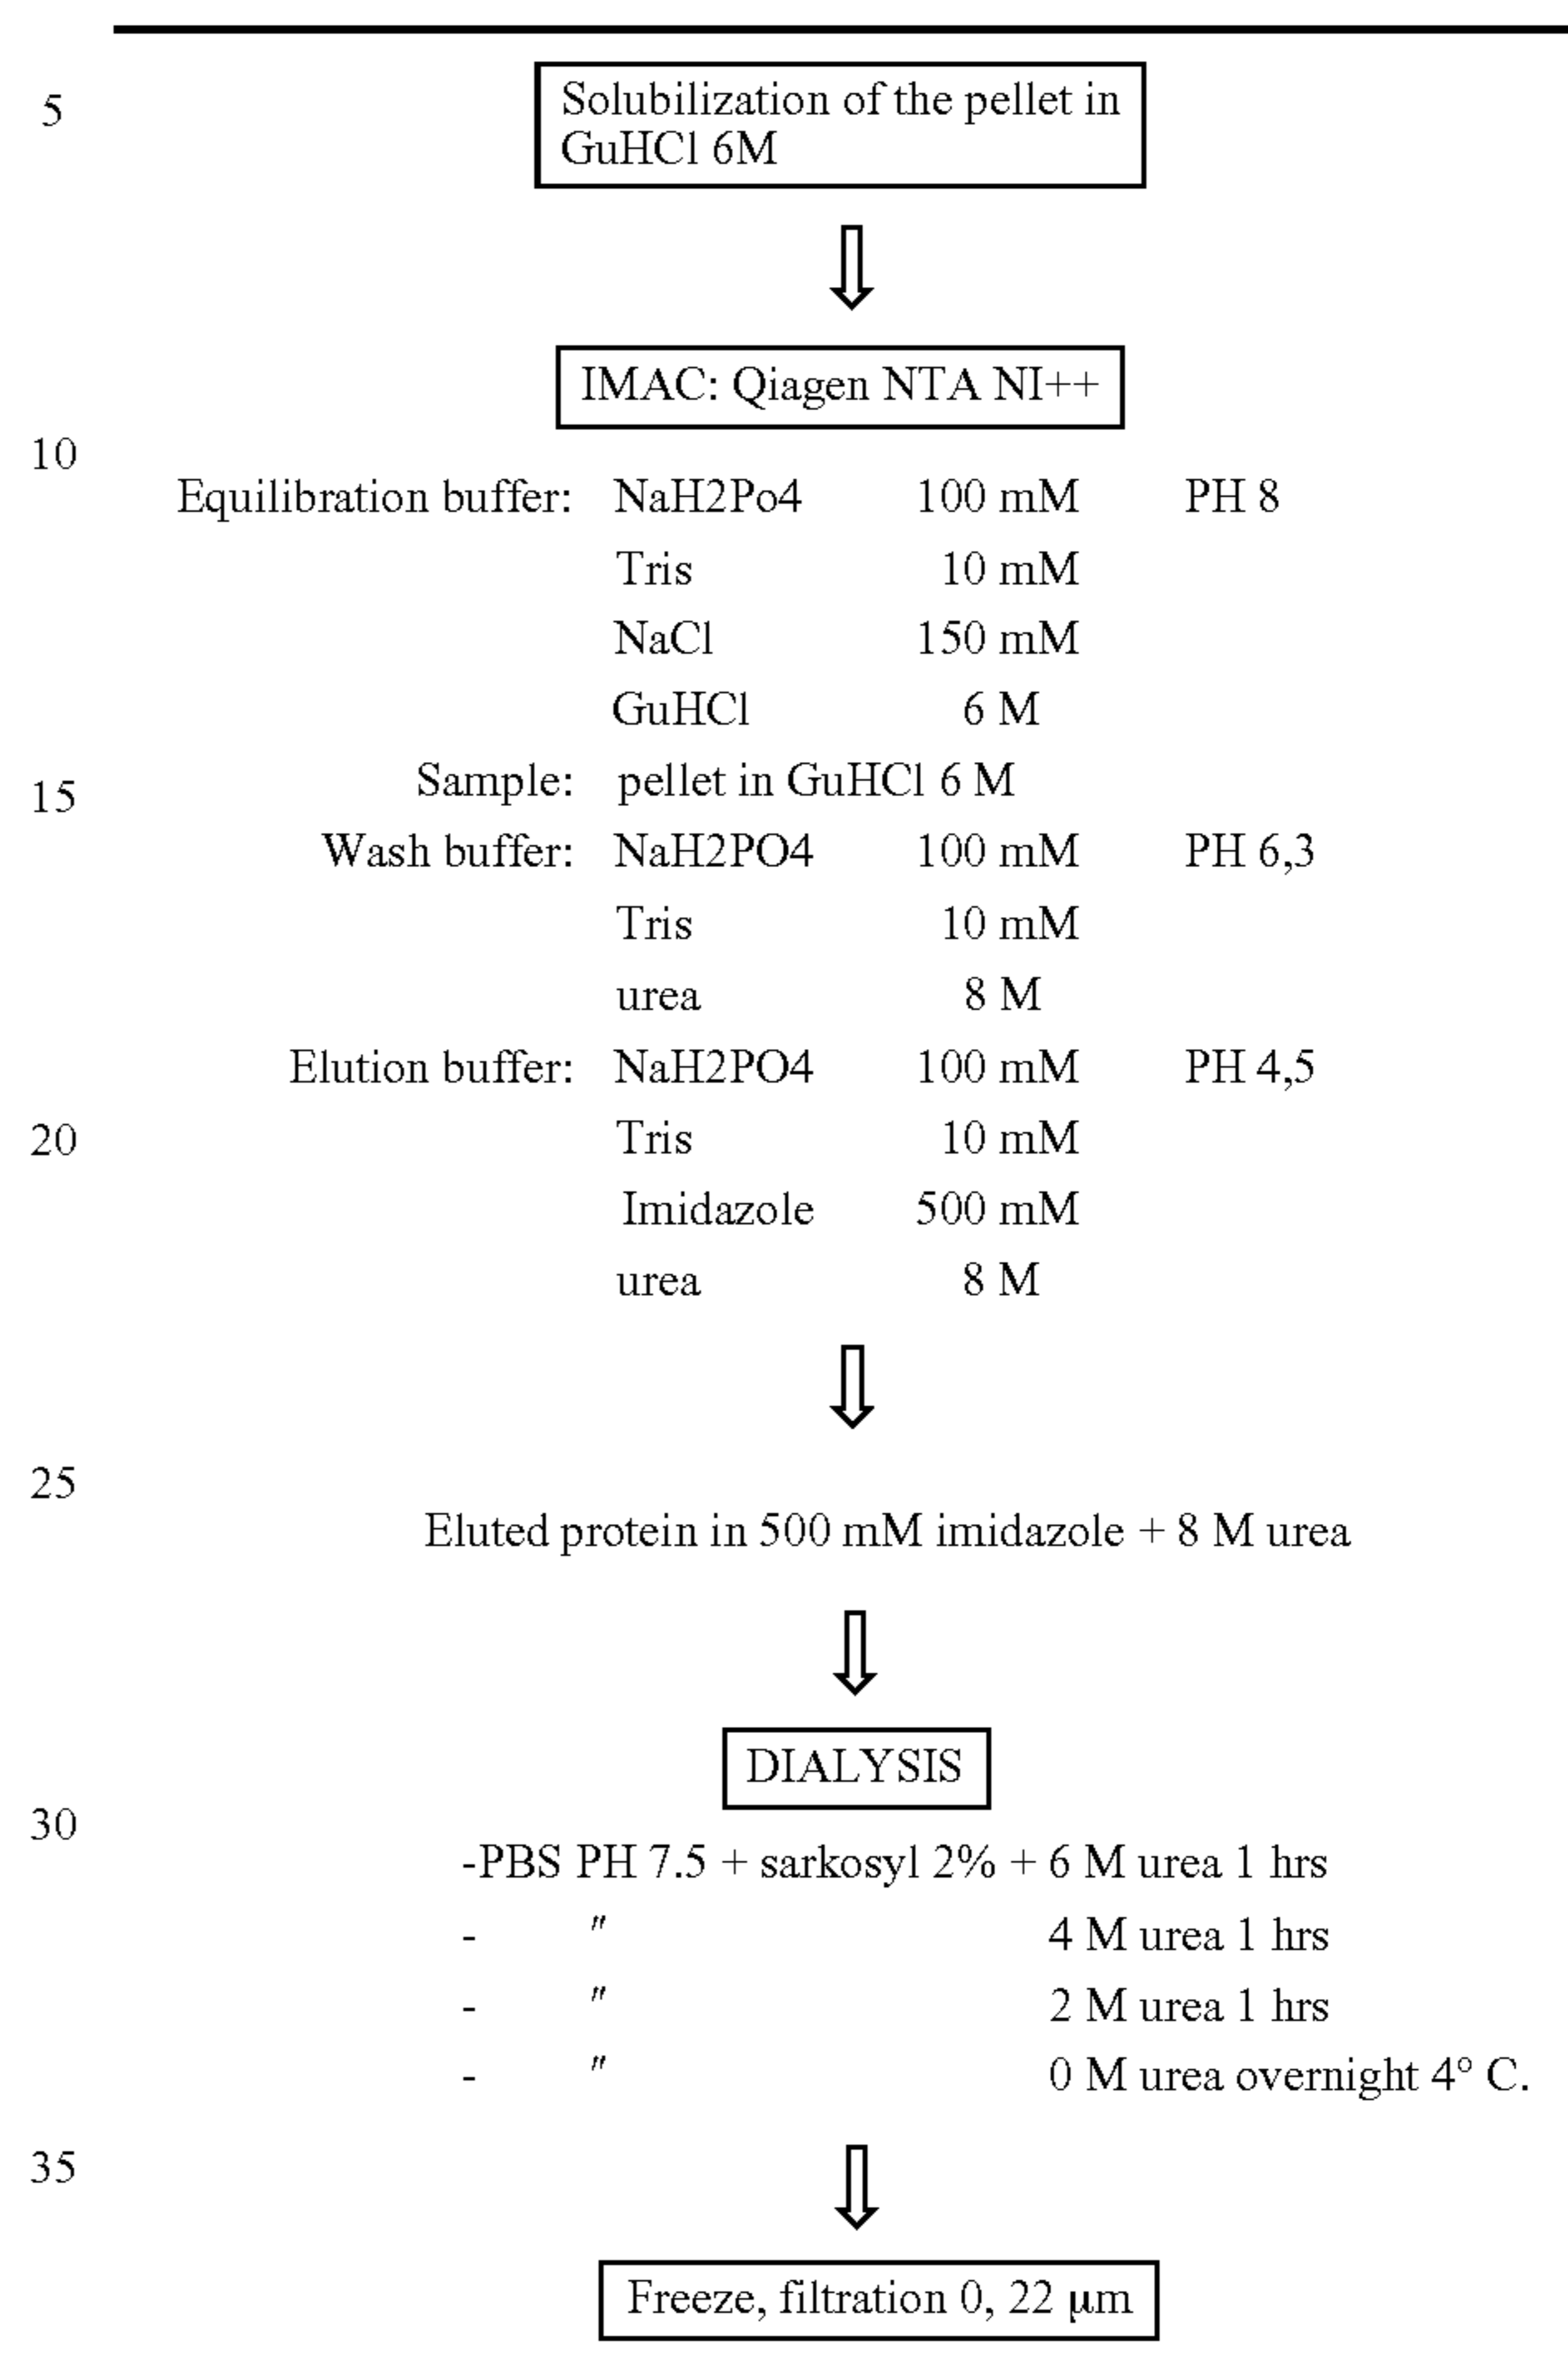 5
Solubilization of the pellet in
GuHCl 6M
IMAC: Qiagen NTA NI++
10
Equilibration buffer: NaH2Po4 100 mM PH 8
Tris 10 mM
NaCl 150 mM
GuHCl 6 M
15 Sample: pellet in GuHCl 6 M
Wash buffer: NaH2PO4 100 mM PH 6,3
Tris 10 mM
urea 8 M
Elution buffer: NaH2PO4 100 mM PH 4,5
20 Tris 10 mM
Imidazole 500 mM
urea 8 M
25
Eluted protein in 500 mM imidazole + 8 M urea
DIALYSIS
30
-PBS PH 7.5 + sarkosyl 2% + 6 M urea 1 hrs
- " 4 M urea 1 hrs
- " 2 M urea 1 hrs
- " 0 M urea overnight 4° C.
35
Freeze, filtration 0, 22 μm